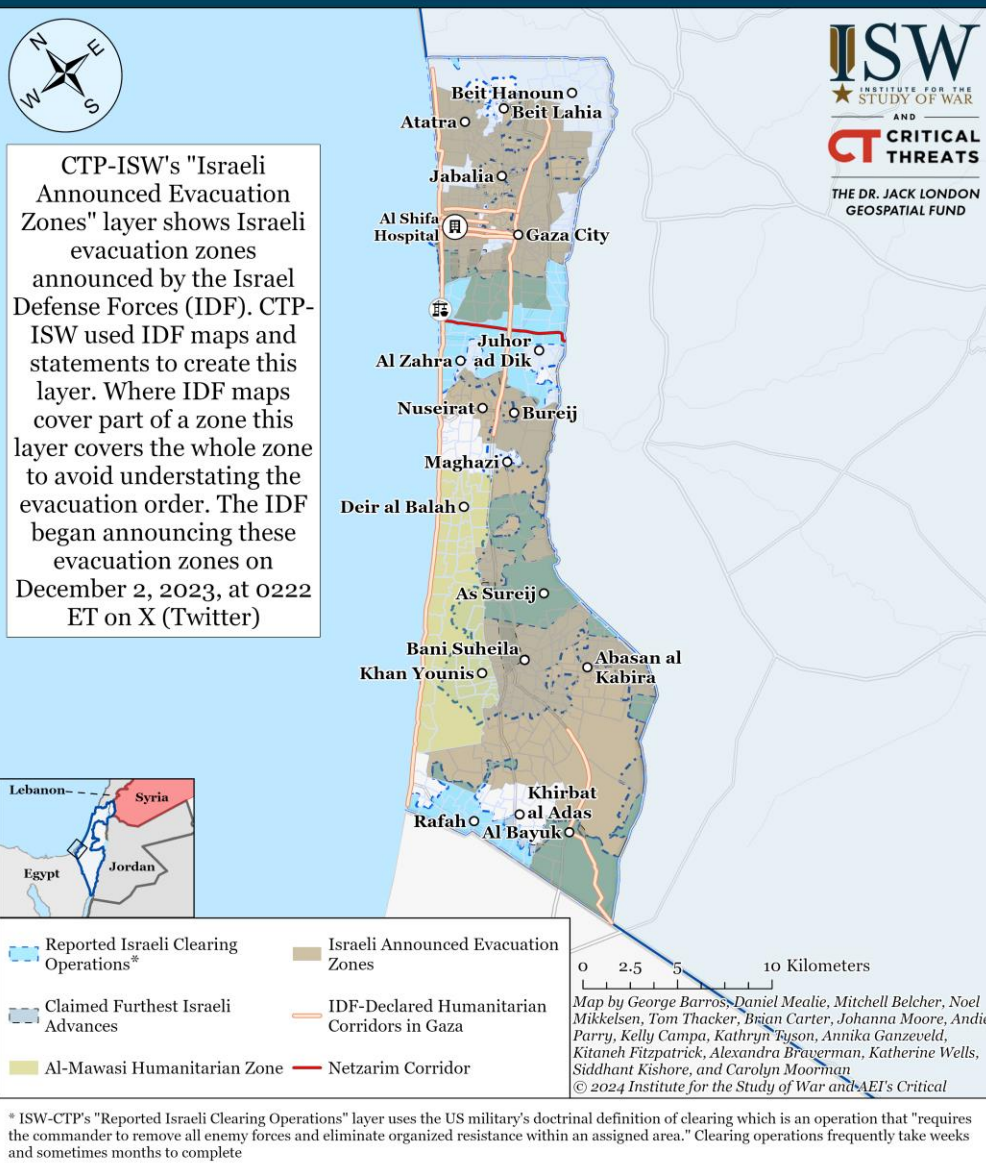 N
E
W
S
ISW
INSTITUTE FOR THE
STUDY OF WAR
AND
CT CRITICAL
THREATS
THE DR. JACK LONDON
GEOSPATIAL FUND
CTP-ISW's "Israeli
Announced Evacuation
Zones" layer shows Israeli
evacuation zones
announced by the Israel
Defense Forces (IDF). CTP-
ISW used IDF maps and
statements to create this
layer. Where IDF maps
cover part of a zone this
layer covers the whole zone
to avoid understating the
evacuation order. The IDF
began announcing these
evacuation zones on
December 2, 2023, at 0222
ET on X (Twitter)
Beit Hanoun
Beit Lahia
Atatra
Jabalia
Al Shifa
Hospital
Gaza City
Juhor
ad Dik
Al Zahra
Nuseirat
Bureij
Maghazi
Deir al Balah
As Sureij
Bani Suheila
Khan Younis
Abasan al
Kabira
Khirbat
al Adas
Rafah
Al Bayuk
Lebanon
Syria
Egypt
Jordan
Reported Israeli Clearing
Operations*
Claimed Furthest Israeli
Advances
Al-Mawasi Humanitarian Zone
Israeli Announced Evacuation
Zones
IDF-Declared Humanitarian
Corridors in Gaza
Netzarim Corridor
0 2.5 5 10 Kilometers
Map by George Barros, Daniel Mealie, Mitchell Belcher, Noel
Mikkelsen, Tom Thacker, Brian Carter, Johanna Moore, Andie
Parry, Kelly Campa, Kathryn Tyson, Annika Ganzeveld,
Kitaneh Fitzpatrick, Alexandra Braverman, Katherine Wells,
Siddhant Kishore, and Carolyn Moorman
© 2024 Institute for the Study of War and AEI's Critical
* ISW-CTP's "Reported Israeli Clearing Operations" layer uses the US military's doctrinal definition of clearing which is an operation that "requires
the commander to remove all enemy forces and eliminate organized resistance within an assigned area." Clearing operations frequently take weeks
and sometimes months to complete